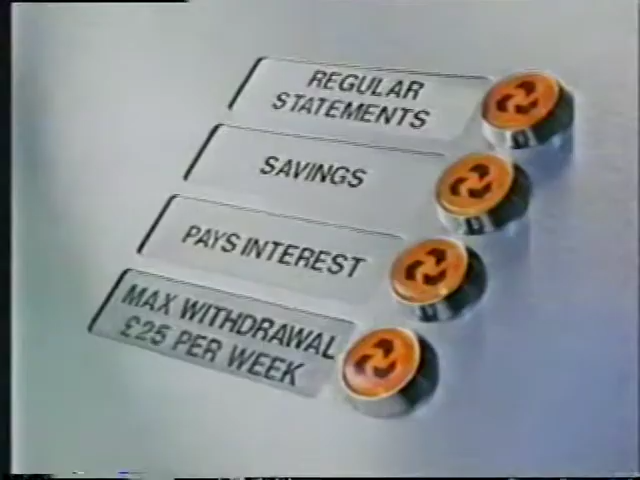 REGULAR
STATEMENTS
SAVINGS
PAYS INTEREST
MAX WITHDRAWAL
£25 PER WEEK